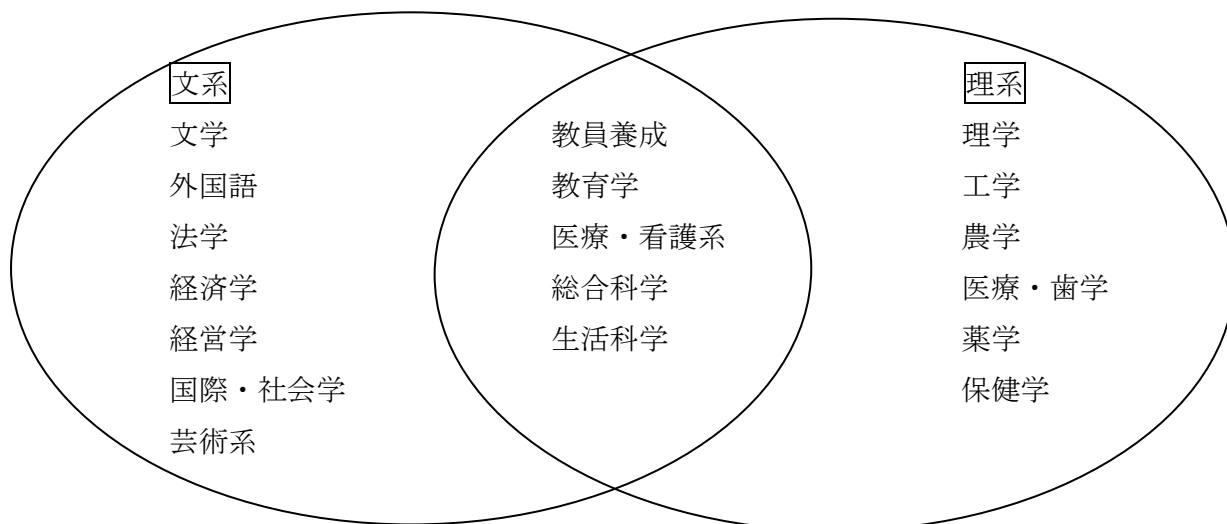 文系
文学
外国語
法学
経済学
経営学
国際・社会学
芸術系
教員養成
教育学
医療・看護系
総合科学
生活科学
理系
理学
工学
農学
医療・歯学
薬学
保健学